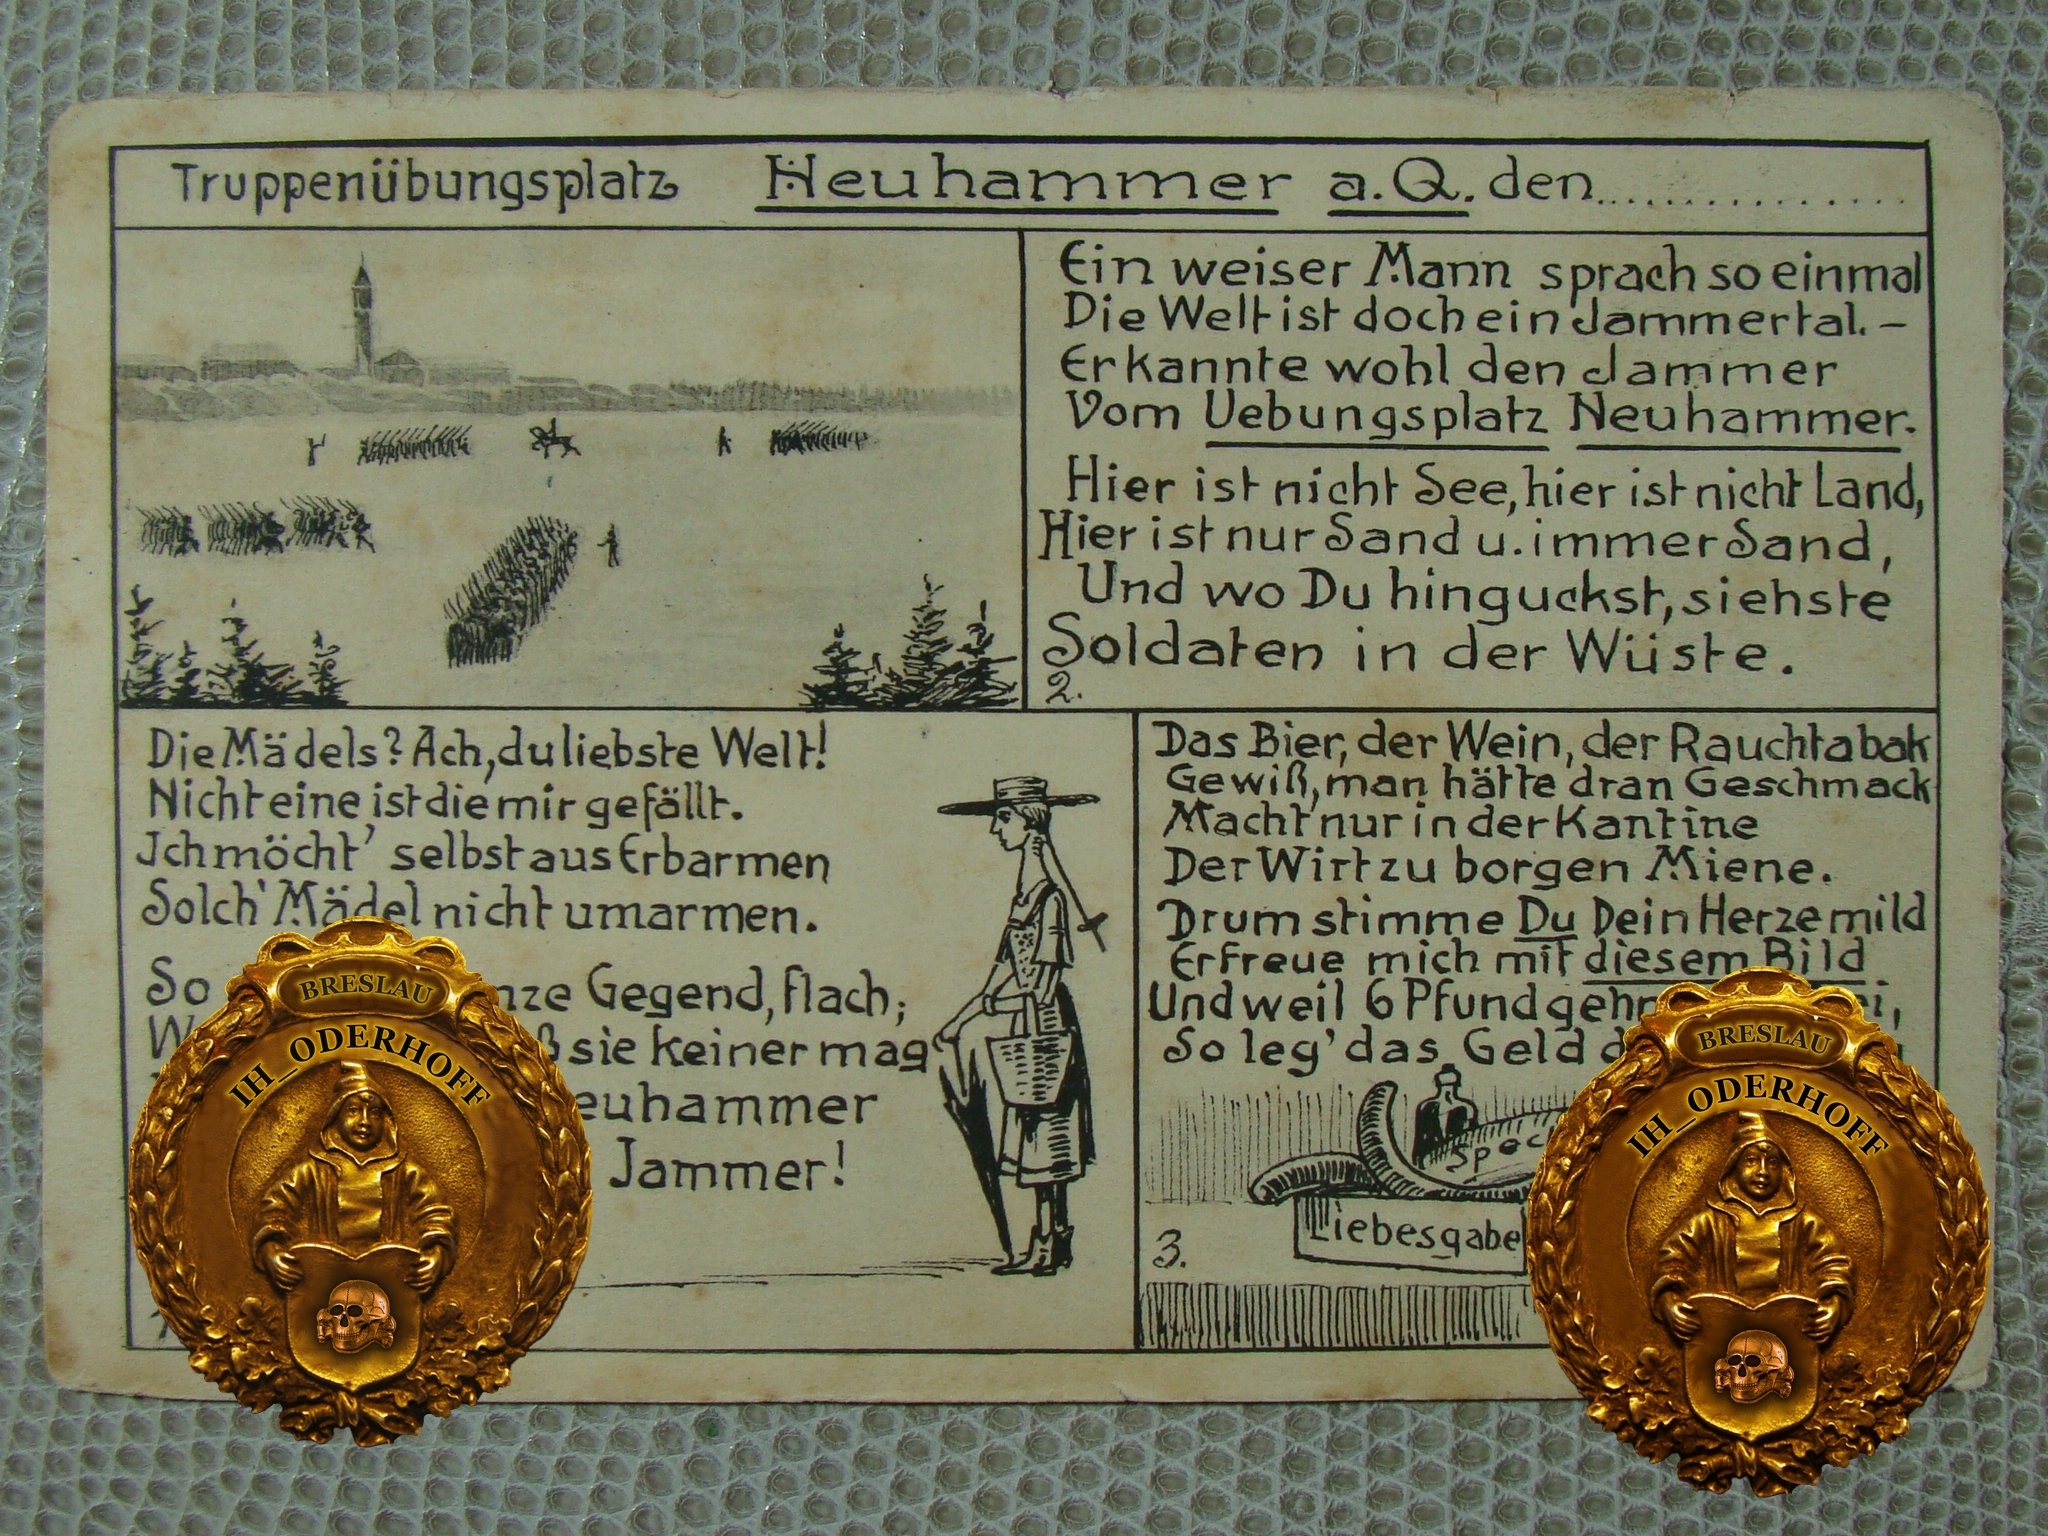 Truppenübungsplatz Neuhammer a.Q. den...............
Ein weiser Mann sprach so einmal
Die Welt ist doch ein Jammertal. –
Er kannte wohl den Jammer
Vom Uebungsplatz Neuhammer.
Hier ist nicht See, hier ist nicht Land,
Hier ist nur Sand u. immer Sand,
Und wo Du hinguckst, siehste
Soldaten in der Wüste.
2.
Die Mädels? Ach, du liebste Welt!
Nicht eine ist die mir gefällt.
Ich möcht' selbst aus Erbarmen
Solch' Mädel nicht umarmen.
So Gegend, flach;
sie keiner mag
Jammer!
Das Bier, der Wein, der Rauchtabak
Gewiß, man hätte dran Geschmack
Macht nur in der Kantine
Der Wirt zu borgen Miene.
Drum stimme Du Dein Herze mild
Erfreue mich mit diesem Bild
Und weil 6 Pfund
So leg' das Geld
Liebesgabe
3.
BRESLAU
IH_ODERHOFF
BRESLAU
IH_ODERHOFF